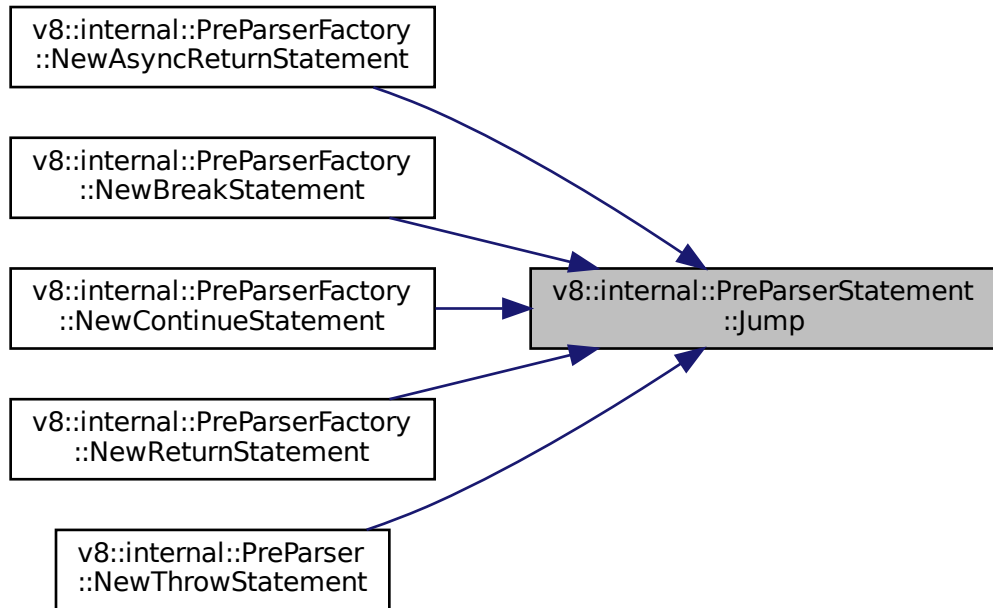 v8::internal::PreParserFactory
::NewAsyncReturnStatement
v8::internal::PreParserFactory
::NewBreakStatement
v8::internal::PreParserFactory
::NewContinueStatement
v8::internal::PreParserStatement
::Jump
v8::internal::PreParserFactory
::NewReturnStatement
v8::internal::PreParser
::NewThrowStatement